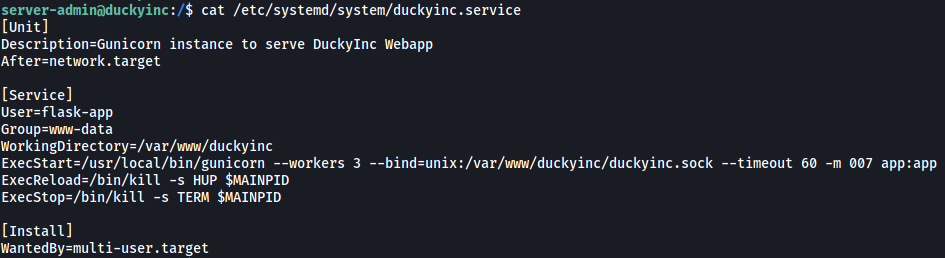 server-admin@duckyinc:/$ cat /etc/systemd/system/duckyinc.service
[Unit]
Description=Gunicorn instance to serve DuckyInc Webapp
After=network.target

[Service]
User=flask-app
Group=www-data
WorkingDirectory=/var/www/duckyinc
ExecStart=/usr/local/bin/gunicorn --workers 3 --bind=unix:/var/www/duckyinc/duckyinc.sock --timeout 60 -m 007 app:app
ExecReload=/bin/kill -s HUP $MAINPID
ExecStop=/bin/kill -s TERM $MAINPID

[Install]
WantedBy=multi-user.target